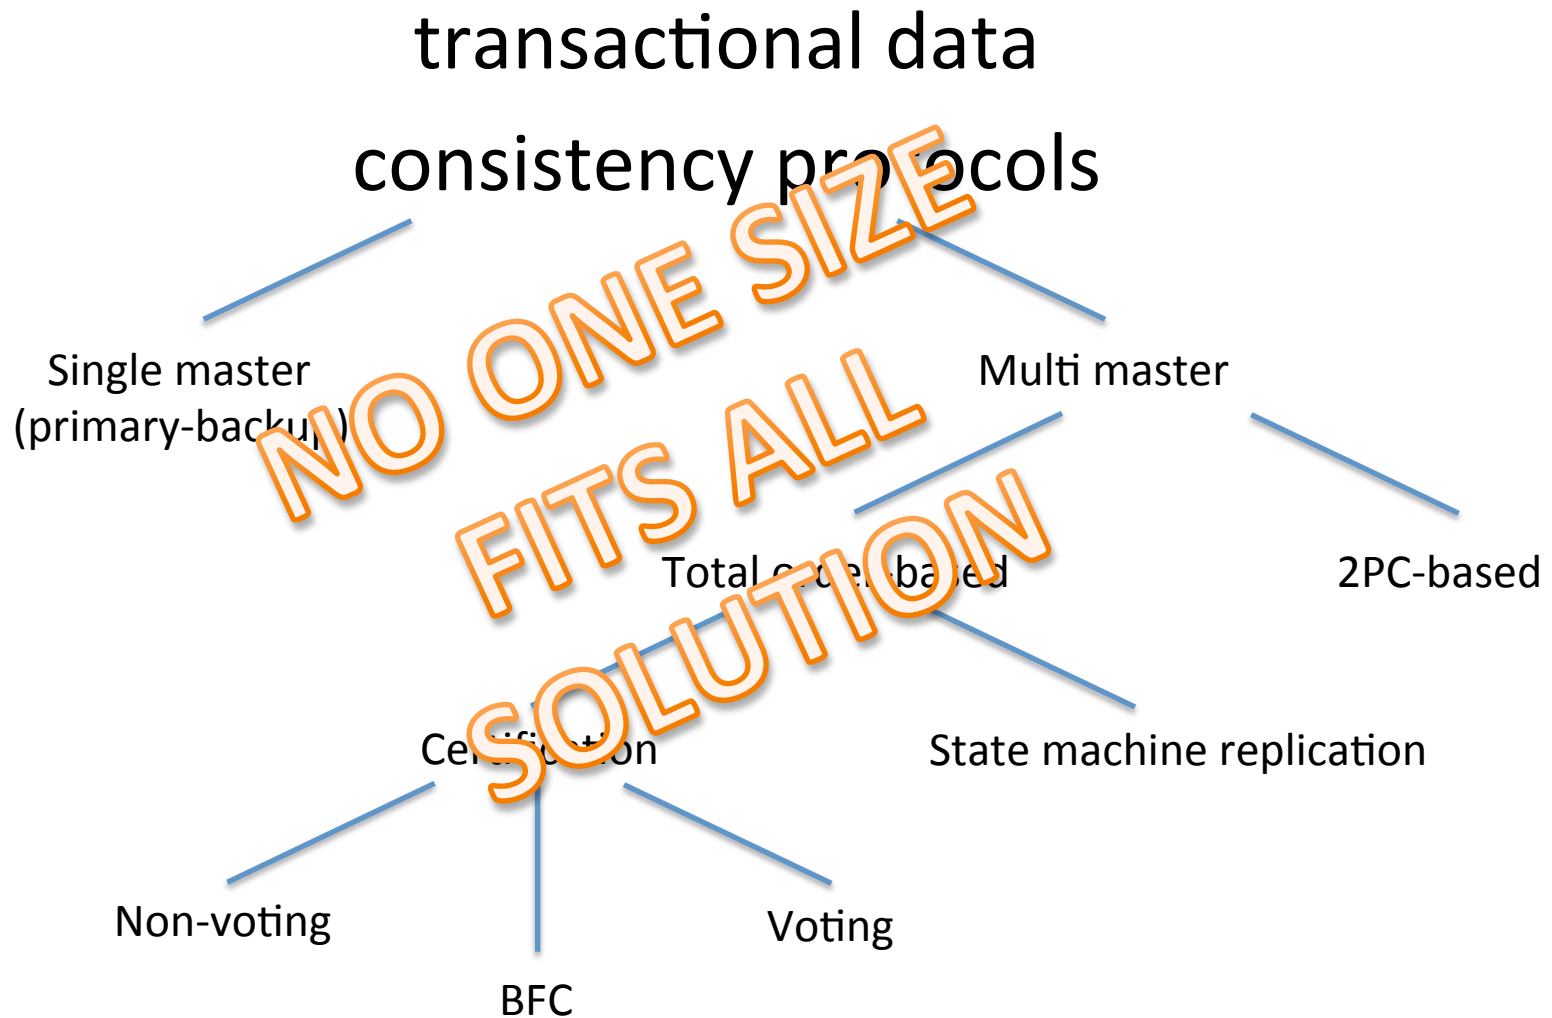 transactional data
consistency protocols
NO ONE SIZE
FITS ALL
SOLUTION
Single master
(primary-backup)
Multi master
Total order-based
2PC-based
Certification
State machine replication
Non-voting
Voting
BFC